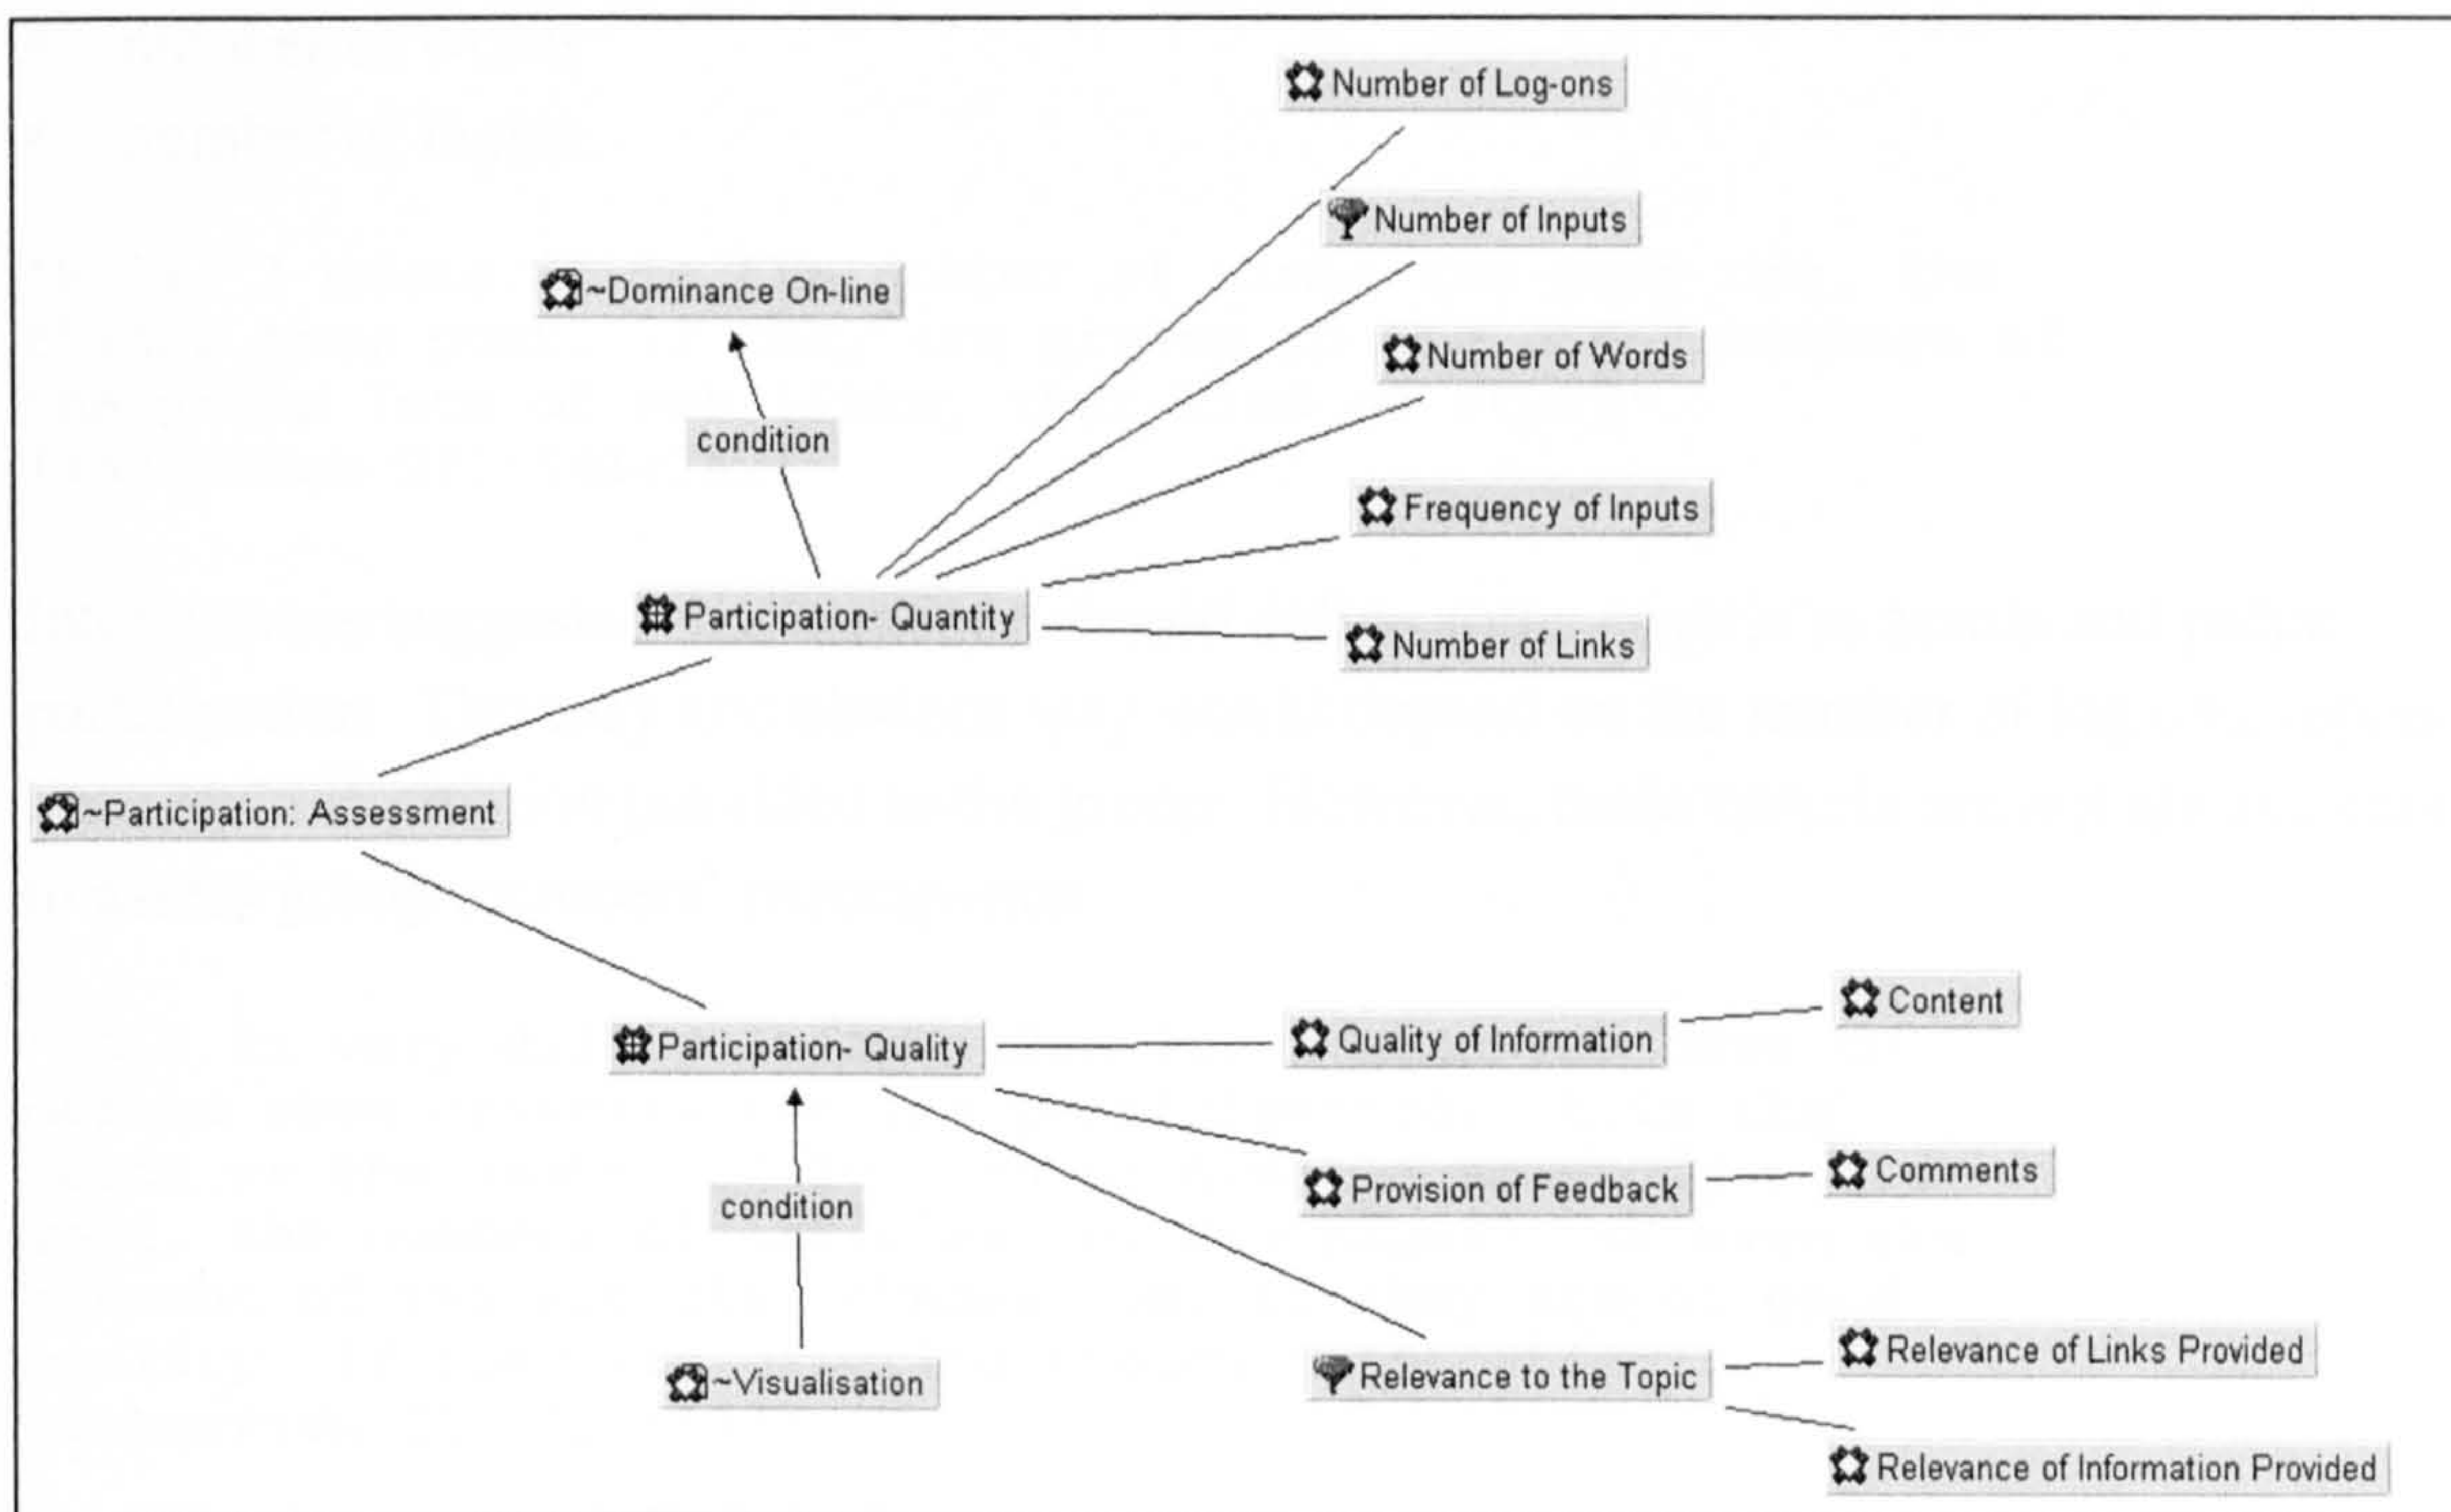 Number of Log-ons
Number of Inputs
~Dominance On-line
Number of Words
condition
Frequency of Inputs
Participation- Quantity
Number of Links
~Participation: Assessment
Content
Participation- Quality
Quality of Information
Comments
Provision of Feedback
condition
Relevance of Links Provided
~Visualisation
Relevance to the Topic
Relevance of Information Provided